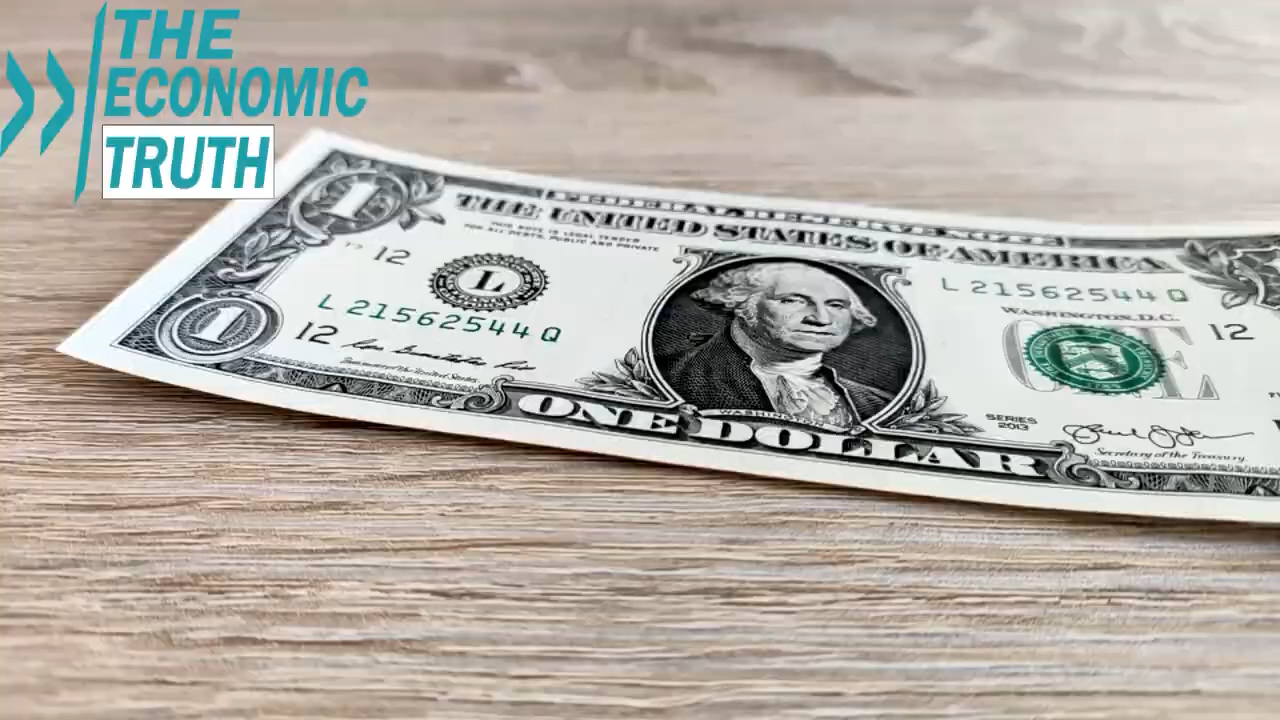 THE
ECONOMIC
TRUTH
FEDERAL RESERVE NOTE
THE UNITED STATES OF AMERICA
THIS NOTE IS LEGAL TENDER
FOR ALL DEBTS, PUBLIC AND PRIVATE
1
12
L
L 21562544 Q
L 21562544 Q
WASHINGTON, D.C.
12
1
12
WASHINGTON
SERIES
2013
Secretary of the Treasury.
ONE DOLLAR